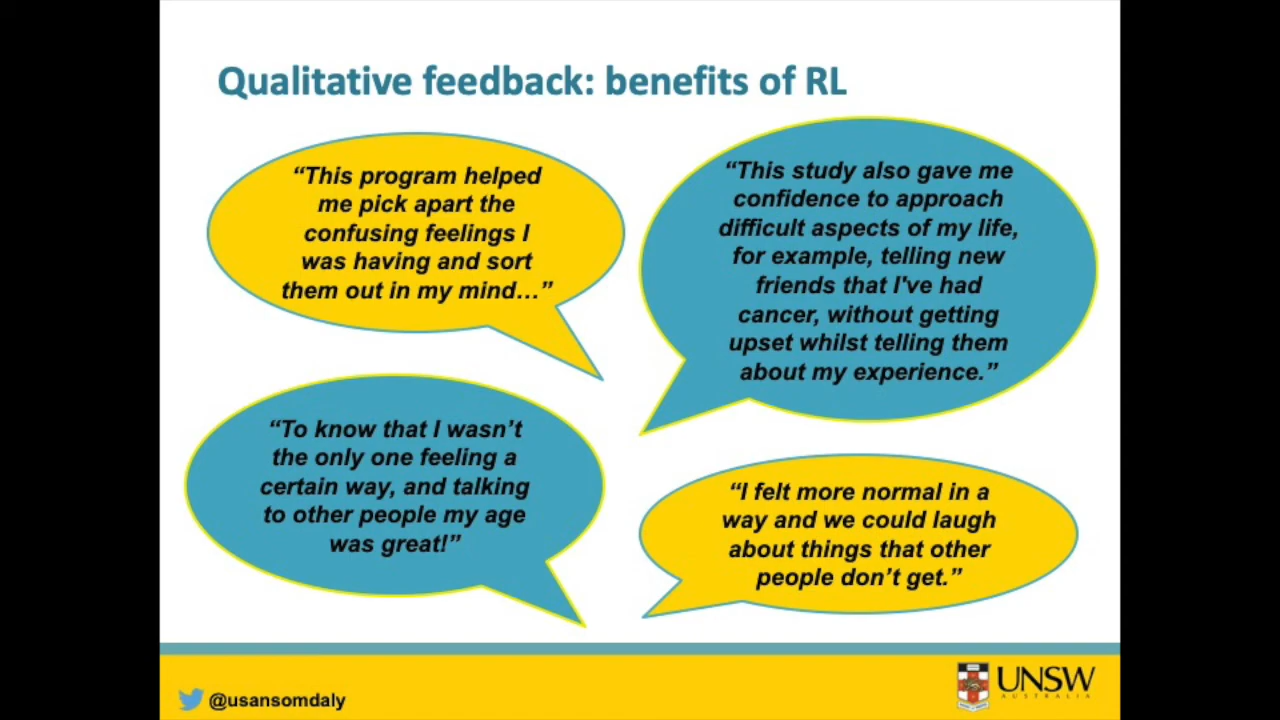 Qualitative feedback: benefits of RL
“This program helped
me pick apart the
confusing feelings I
was having and sort
them out in my mind…”
“This study also gave me
confidence to approach
difficult aspects of my life,
for example, telling new
friends that I've had
cancer, without getting
upset whilst telling them
about my experience.”
“To know that I wasn’t
the only one feeling a
certain way, and talking
to other people my age
was great!”
“I felt more normal in a
way and we could laugh
about things that other
people don’t get.”
@usansomdaly
UNSW
AUSTRALIA